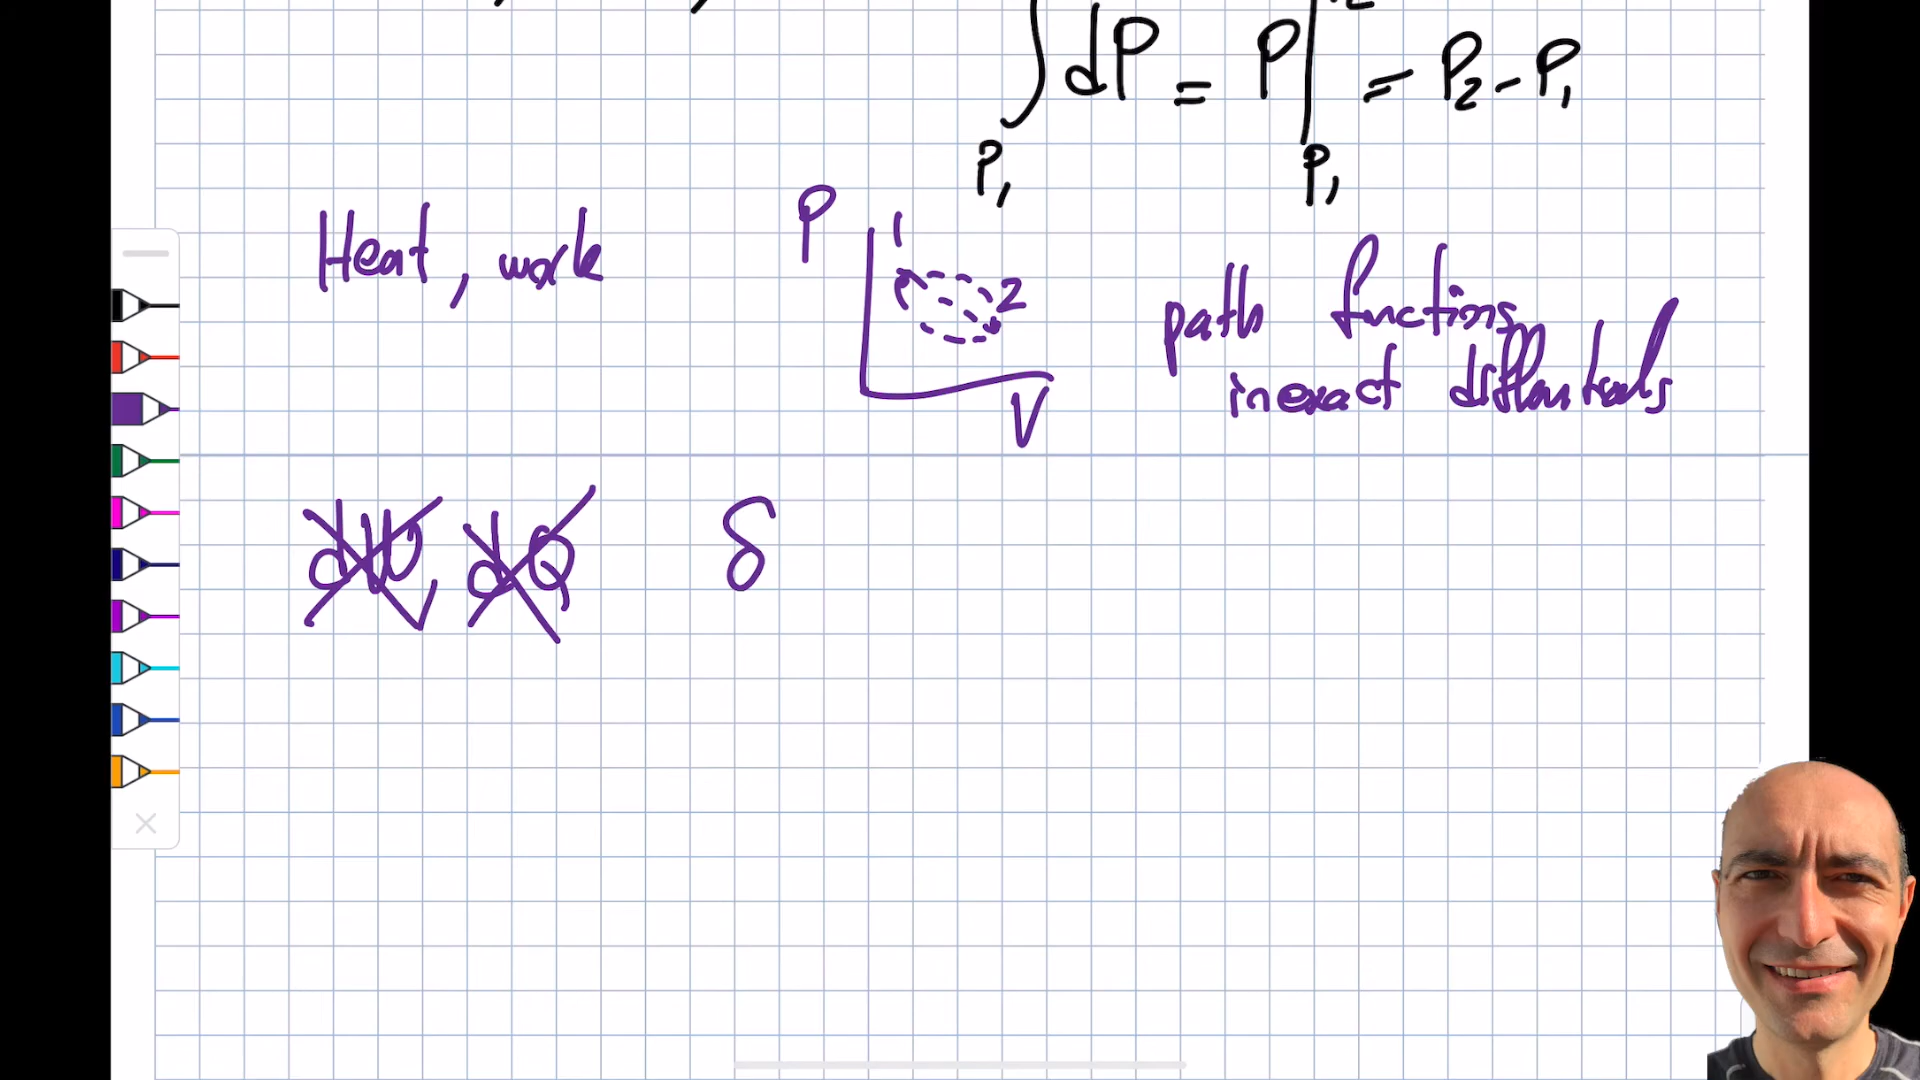 ∫ dP = P| = P₂ - P₁
P₁ P₁
Heat, work
P 1 2 V
path functions
inexact differentials
dW, dQ δ